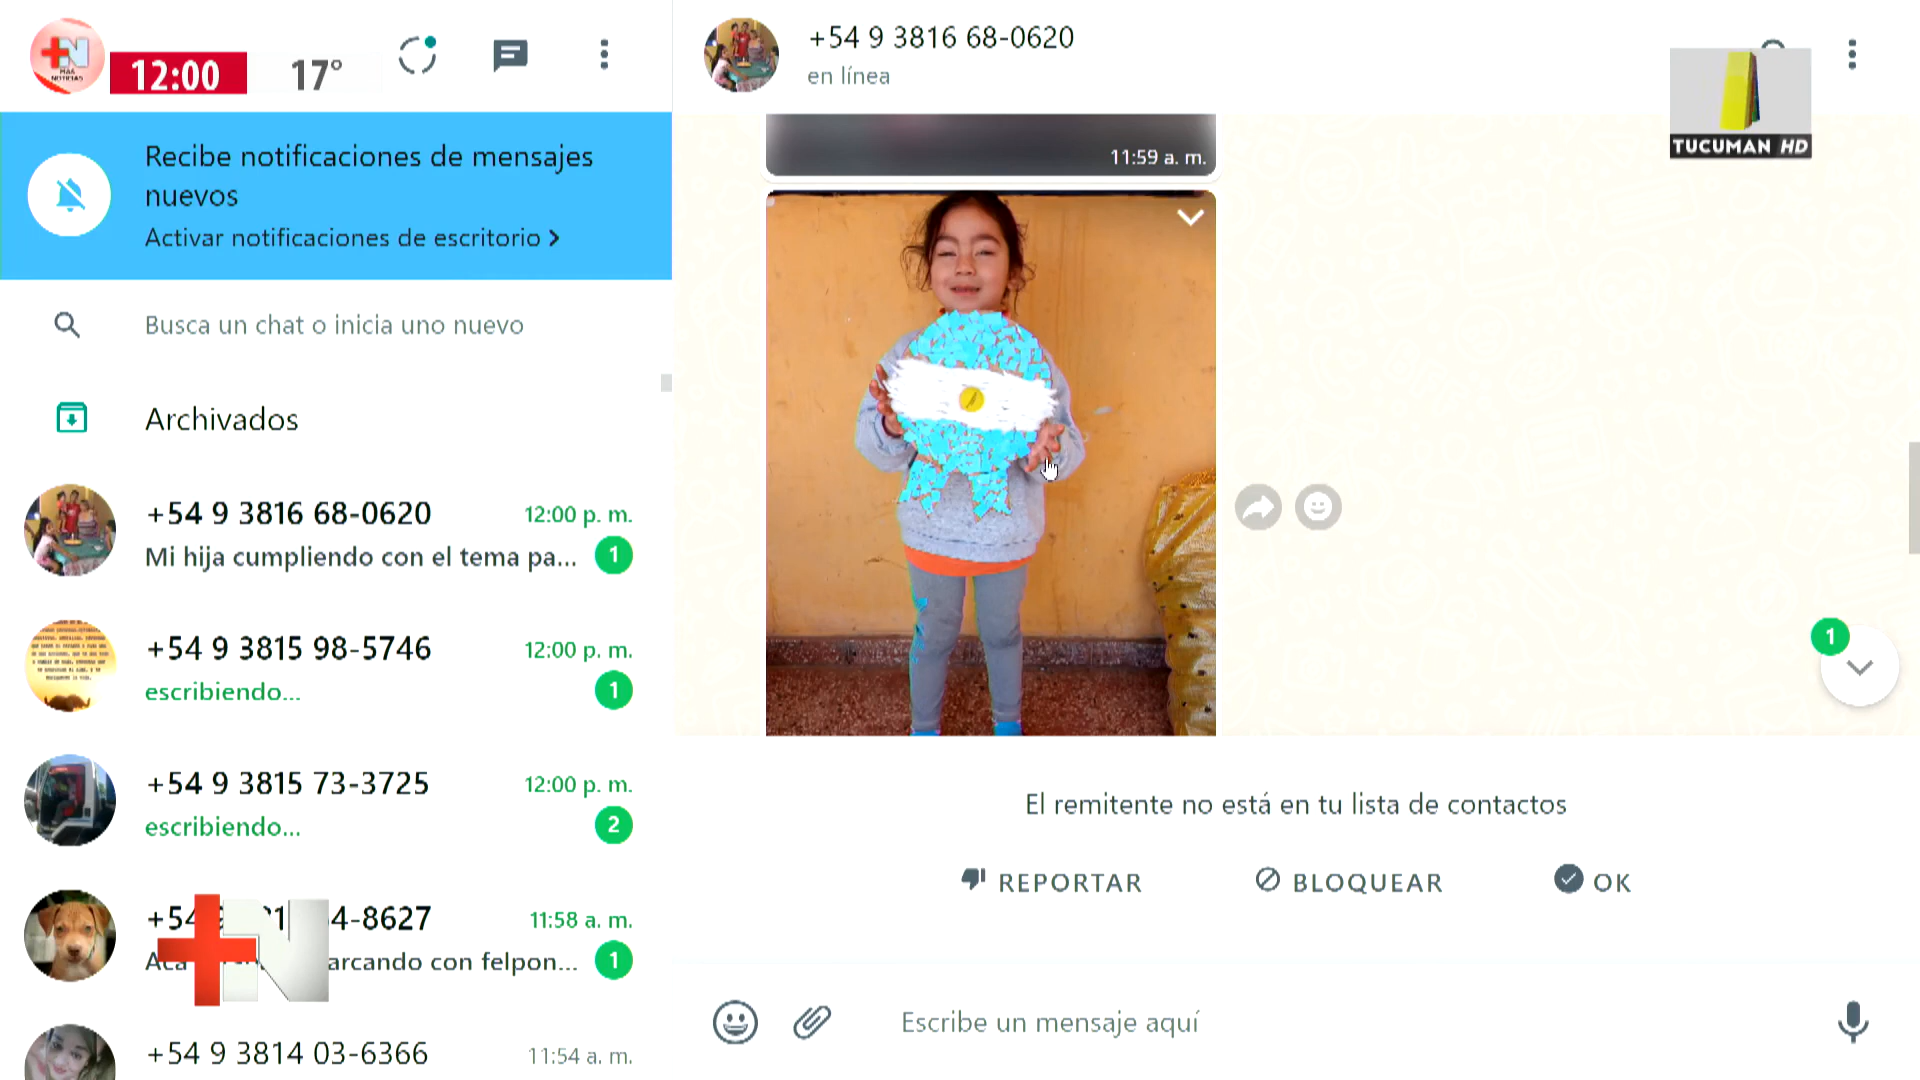 MÁS
NOTICIAS
12:00
17°
Recibe notificaciones de mensajes
nuevos
Activar notificaciones de escritorio
Busca un chat o inicia uno nuevo
Archivados
+54 9 3816 68-0620
12:00 p. m.
Mi hija cumpliendo con el tema pa...
1
+54 9 3815 98-5746
12:00 p. m.
escribiendo...
1
+54 9 3815 73-3725
12:00 p. m.
escribiendo...
2
4-8627
11:58 a. m.
arcando con felpon...
1
+N
+54 9 3814 03-6366
11:54 a. m.
+54 9 3816 68-0620
en línea
TUCUMAN HD
11:59 a. m.
1
El remitente no está en tu lista de contactos
REPORTAR
BLOQUEAR
OK
Escribe un mensaje aquí